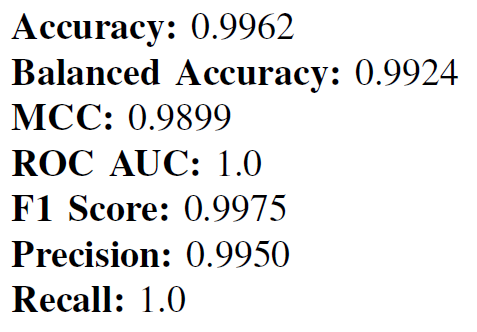 Accuracy: 0.9962
Balanced Accuracy: 0.9924
MCC: 0.9899
ROC AUC: 1.0
F1 Score: 0.9975
Precision: 0.9950
Recall: 1.0